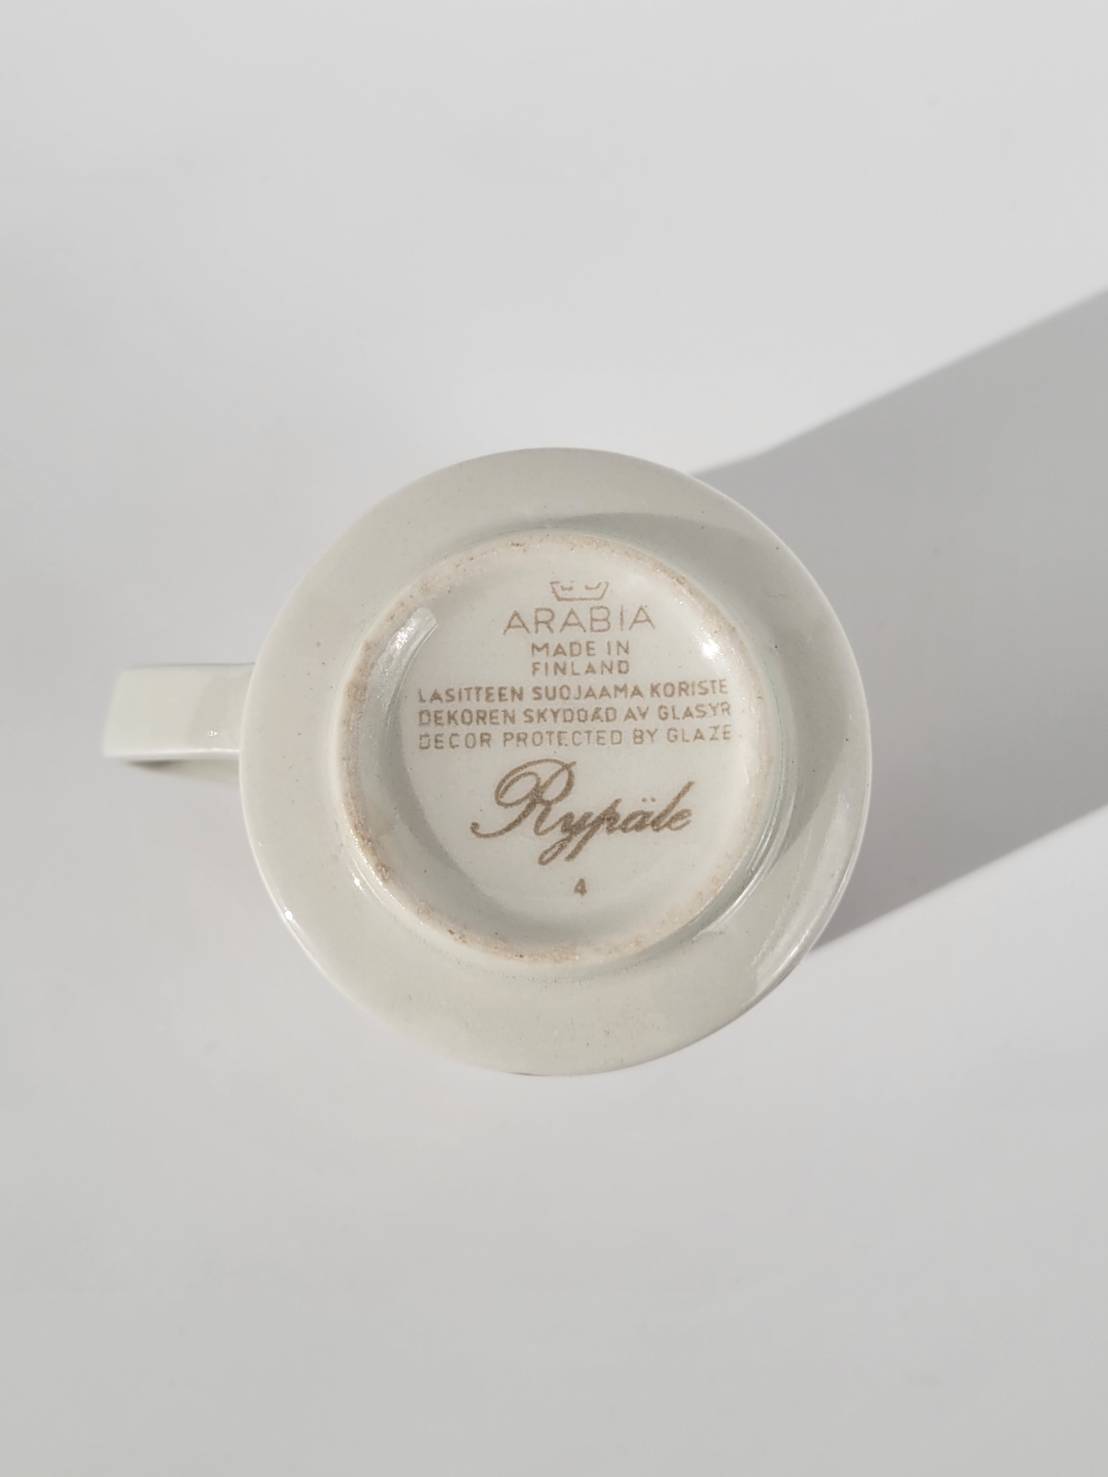 ARABIA
MADE IN
FINLAND
LASITTEEN SUOJAAMA KORISTE
DEKOREN SKYDDAD AV GLASYR
DECOR PROTECTED BY GLAZE
Rypäle
4